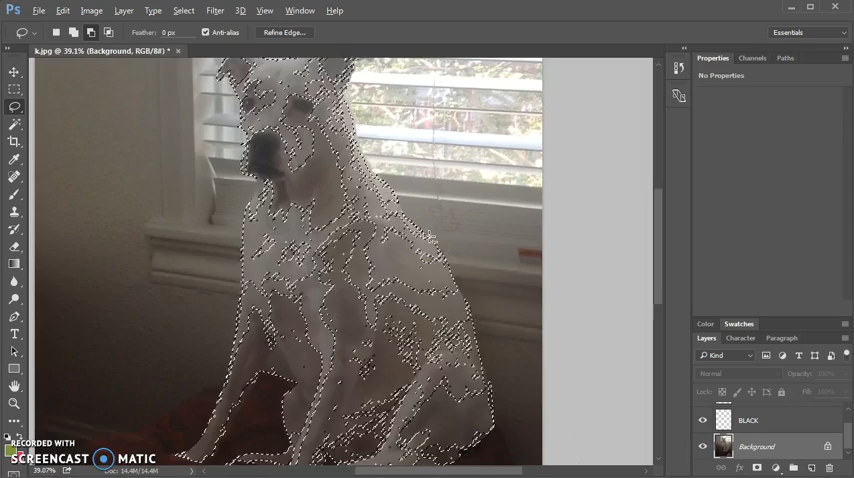 Ps File Edit Image Layer Type Select Filter 3D View Window Help
Feather: 0 px Anti-alias Refine Edge... Essentials
k.jpg @ 39.1% (Background, RGB/8#) * ×
Properties Channels Paths
No Properties
Color Swatches
Layers Character Paragraph
Kind
Normal Opacity: 100%
Lock: Fill: 100%
BLACK
Background
39.07% Doc: 14.4M/14.4M
RECORDED WITH
SCREENCAST MATIC